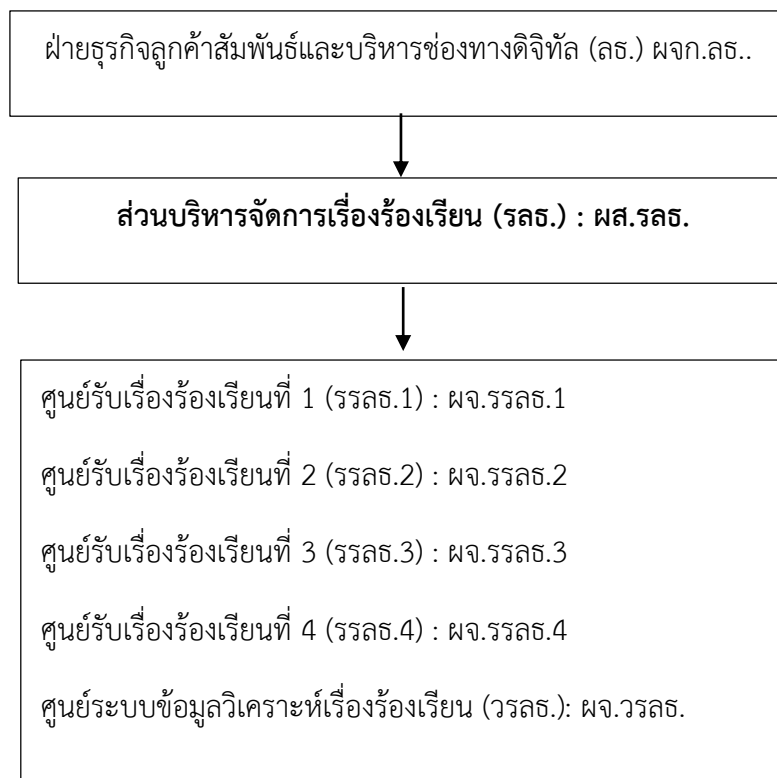 ฝ่ายธุรกิจลูกค้าสัมพันธ์และบริหารช่องทางดิจิทัล (ลธ.) ผจก.ลธ..
ส่วนบริหารจัดการเรื่องร้องเรียน (รลธ.) : ผส.รลธ.
ศูนย์รับเรื่องร้องเรียนที่ 1 (รรลธ.1) : ผจ.รรลธ.1
ศูนย์รับเรื่องร้องเรียนที่ 2 (รรลธ.2) : ผจ.รรลธ.2
ศูนย์รับเรื่องร้องเรียนที่ 3 (รรลธ.3) : ผจ.รรลธ.3
ศูนย์รับเรื่องร้องเรียนที่ 4 (รรลธ.4) : ผจ.รรลธ.4
ศูนย์ระบบข้อมูลวิเคราะห์เรื่องร้องเรียน (วรลธ.): ผจ.วรลธ.